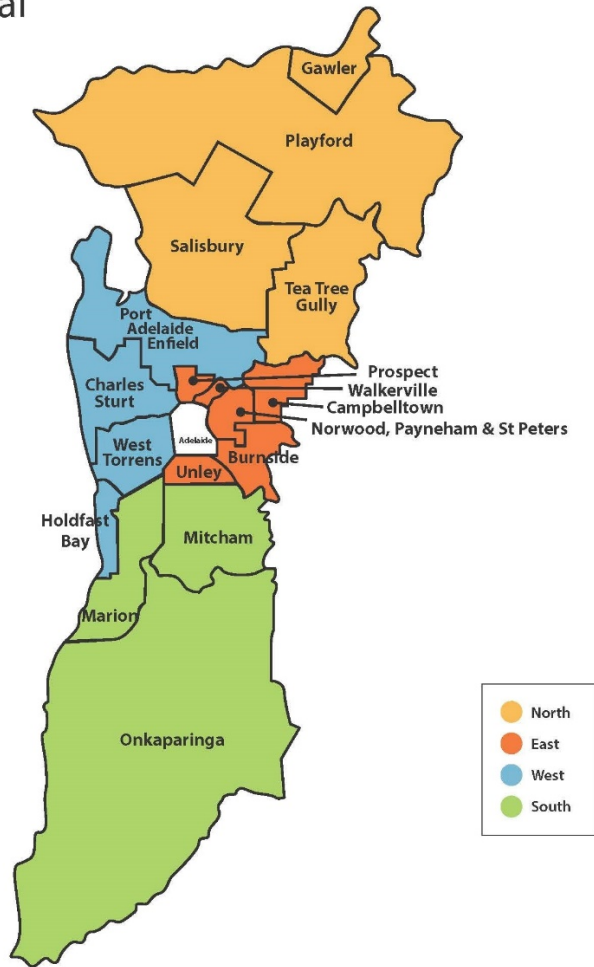 Gawler
Playford
Salisbury
Tea Tree
Gully
Port
Adelaide
Enfield
Prospect
Walkerville
Campbelltown
Norwood, Payneham & St Peters
Charles
Sturt
West
Torrens
Adelaide
Burnside
Unley
Holdfast
Bay
Mitcham
Marion
Onkaparinga
North
East
West
South